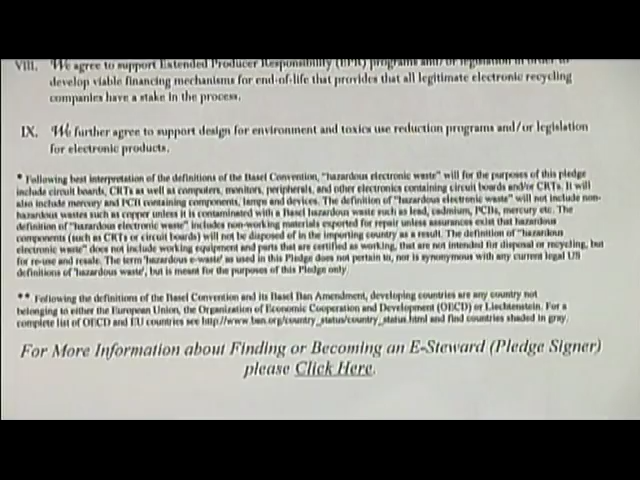 VIII. We agree to support Extended Producer Responsibility (EPR) programs and/or legislation in order to
develop viable financing mechanisms for end-of-life that provides that all legitimate electronic recycling
companies have a stake in the process.
IX. We further agree to support design for environment and toxics use reduction programs and/or legislation
for electronic products.
* Following best interpretation of the definitions of the Basel Convention, "hazardous electronic waste" will for the purposes of this pledge
include circuit boards, CRTs as well as computers, monitors, peripherals, and other electronics containing circuit boards and/or CRTs. It will
also include mercury and PCB containing components, lamps and devices. The definition of "hazardous electronic waste" will not include non-
hazardous wastes such as copper unless it is contaminated with a Basel hazardous waste such as lead, cadmium, PCBs, mercury etc. The
definition of "hazardous electronic waste" includes non-working materials exported for repair unless assurances exist that hazardous
components (such as CRTs or circuit boards) will not be disposed of in the importing country as a result. The definition of "hazardous
electronic waste" does not include working equipment and parts that are certified as working, that are not intended for disposal or recycling, but
for re-use and resale. The term 'hazardous e-waste' as used in this Pledge does not pertain to, nor is synonymous with any current legal US
definitions of 'hazardous waste', but is meant for the purposes of this Pledge only.
** Following the definitions of the Basel Convention and its Basel Ban Amendment, developing countries are any country not
belonging to either the European Union, the Organization of Economic Cooperation and Development (OECD) or Liechtenstein. For a
complete list of OECD and EU countries see http://www.ban.org/country_status/country_status.html and find countries shaded in gray.
For More Information about Finding or Becoming an E-Steward (Pledge Signer)
please Click Here.